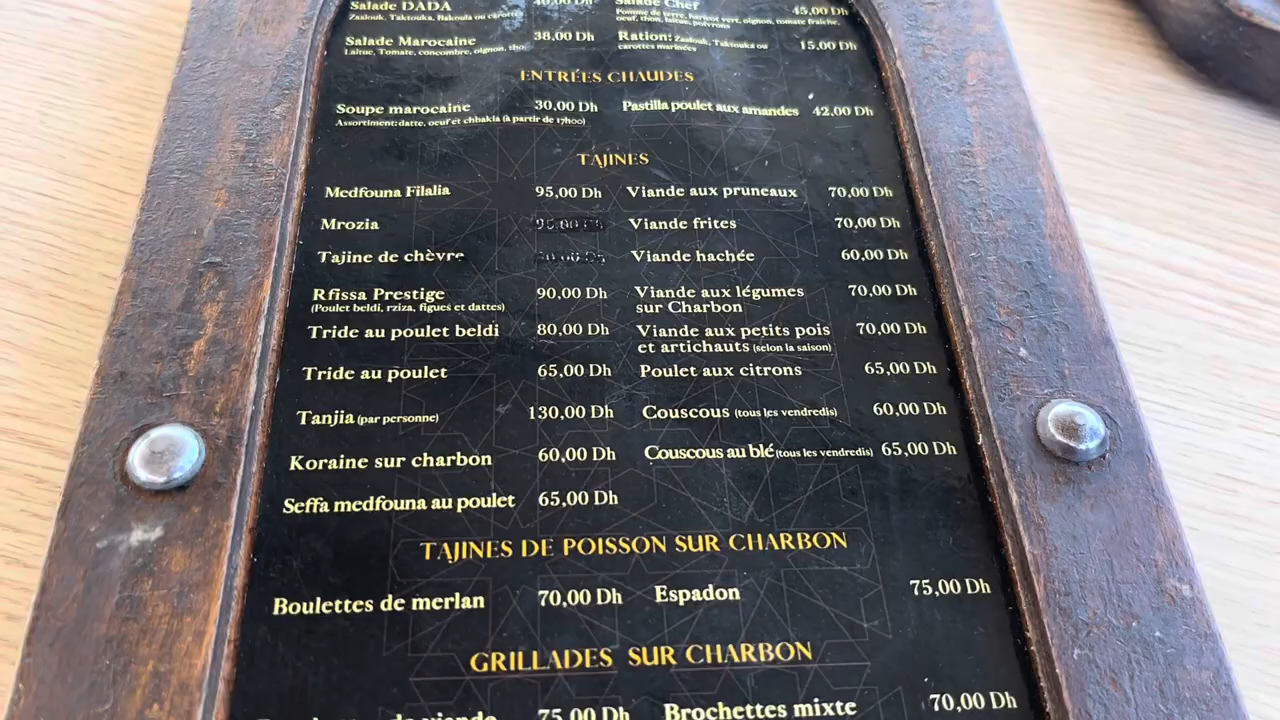 Salade DADA 40,00 Dh Salade Chef 45,00 Dh
Zaalouk, Taktouka, Bakoula ou carottes Pomme de terre, haricot vert, oignon, tomate fraîche,
oeuf, thon, laitue, poivrons
Salade Marocaine 38,00 Dh Ration: Zaalouk, Taktouka ou 15,00 Dh
Laitue, Tomate, concombre, oignon, tho carottes marinées
ENTRÉES CHAUDES
Soupe marocaine 30,00 Dh Pastilla poulet aux amandes 42,00 Dh
Assortiment: datte, oeuf et chbakia (à partir de 17h00)
TAJINES
Medfouna Filalia 95,00 Dh Viande aux pruneaux 70,00 Dh
Mrozia Viande frites 70,00 Dh
Tajine de chèvre Viande hachée 60,00 Dh
Rfissa Prestige 90,00 Dh Viande aux légumes 70,00 Dh
(Poulet beldi, rziza, figues et dattes) sur Charbon
Tride au poulet beldi 80,00 Dh Viande aux petits pois 70,00 Dh
et artichauts (selon la saison)
Tride au poulet 65,00 Dh Poulet aux citrons 65,00 Dh
Tanjia (par personne) 130,00 Dh Couscous (tous les vendredis) 60,00 Dh
Koraine sur charbon 60,00 Dh Couscous au blé (tous les vendredis) 65,00 Dh
Seffa medfouna au poulet 65,00 Dh
TAJINES DE POISSON SUR CHARBON
Boulettes de merlan 70,00 Dh Espadon 75,00 Dh
GRILLADES SUR CHARBON
de viande 75,00 Dh Brochettes mixte 70,00 Dh